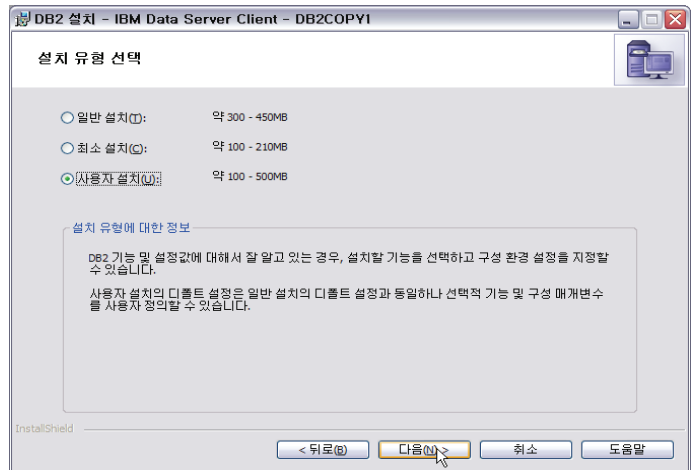 DB2 설치 - IBM Data Server Client - DB2COPY1
설치 유형 선택
일반 설치(T): 약 300 - 450MB
최소 설치(C): 약 100 - 210MB
사용자 설치(U): 약 100 - 500MB
설치 유형에 대한 정보
DB2 기능 및 설정값에 대해서 잘 알고 있는 경우, 설치할 기능을 선택하고 구성 환경 설정을 지정할
수 있습니다.
사용자 설치의 디폴트 설정은 일반 설치의 디폴트 설정과 동일하나 선택적 기능 및 구성 매개변수
를 사용자 정의할 수 있습니다.
InstallShield
< 뒤로(B) 다음(N) > 취소 도움말